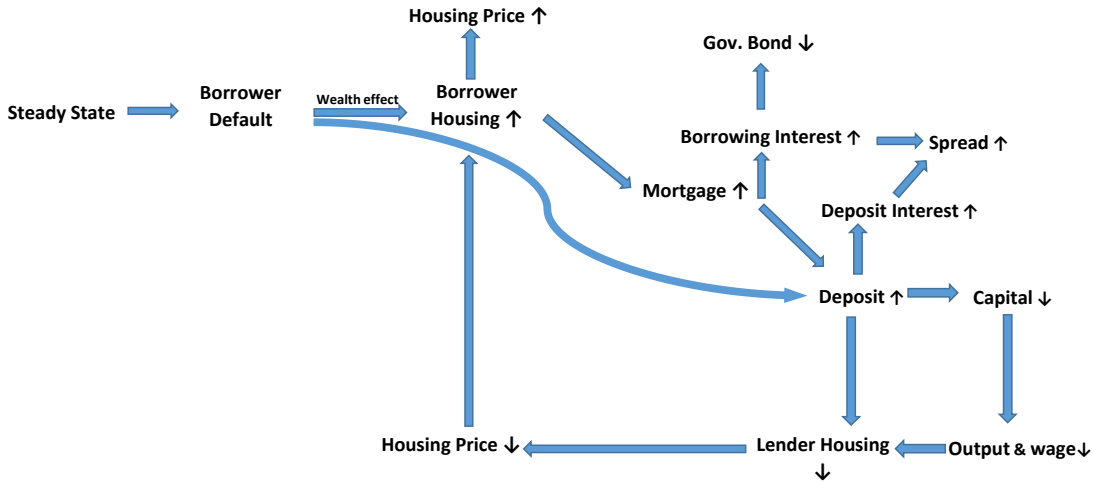 Housing Price ↑
Gov. Bond ↓
Steady State
Borrower
Default
Wealth effect
Borrower
Housing ↑
Borrowing Interest ↑
Spread ↑
Mortgage ↑
Deposit Interest ↑
Deposit ↑
Capital ↓
Housing Price ↓
Lender Housing
↓
Output & wage↓